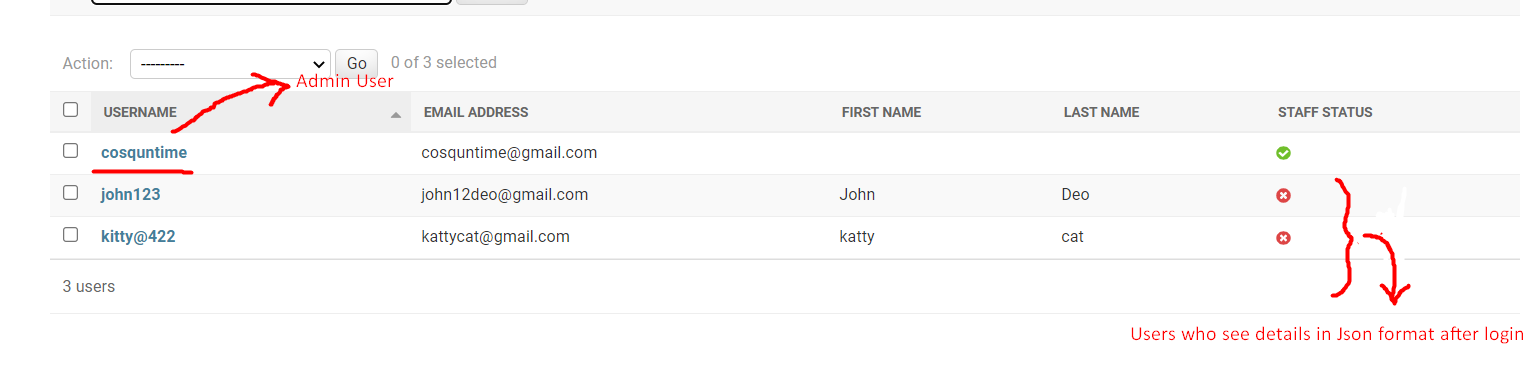 Action: --------- Go 0 of 3 selected
Admin User
USERNAME EMAIL ADDRESS FIRST NAME LAST NAME STAFF STATUS
cosquntime cosquntime@gmail.com
john123 john12deo@gmail.com John Deo
kitty@422 kattycat@gmail.com katty cat
3 users
Users who see details in Json format after login